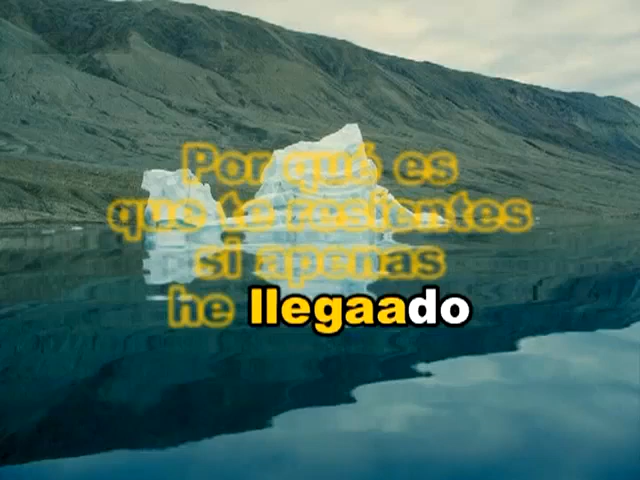 Por qué es
que te resientes
si apenas
he llegaado